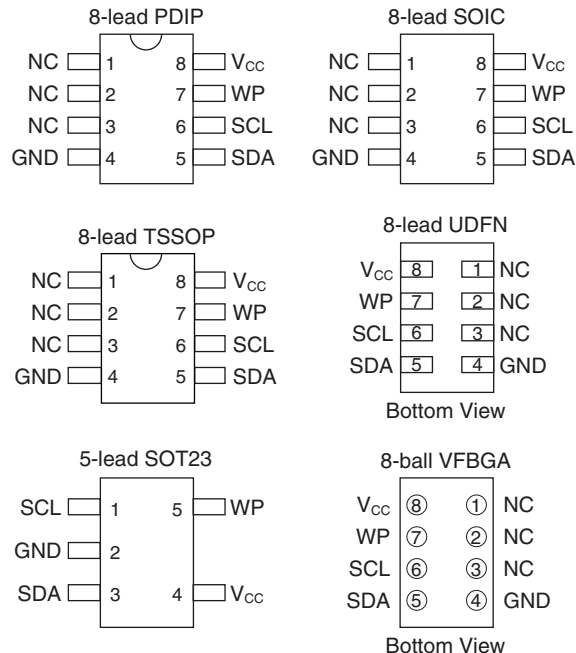 8-lead PDIP
NC 1 8 VCC
NC 2 7 WP
NC 3 6 SCL
GND 4 5 SDA
8-lead SOIC
NC 1 8 VCC
NC 2 7 WP
NC 3 6 SCL
GND 4 5 SDA
8-lead TSSOP
NC 1 8 VCC
NC 2 7 WP
NC 3 6 SCL
GND 4 5 SDA
8-lead UDFN
VCC 8 1 NC
WP 7 2 NC
SCL 6 3 NC
SDA 5 4 GND
Bottom View
5-lead SOT23
SCL 1 5 WP
GND 2
SDA 3 4 VCC
8-ball VFBGA
VCC 8 1 NC
WP 7 2 NC
SCL 6 3 NC
SDA 5 4 GND
Bottom View